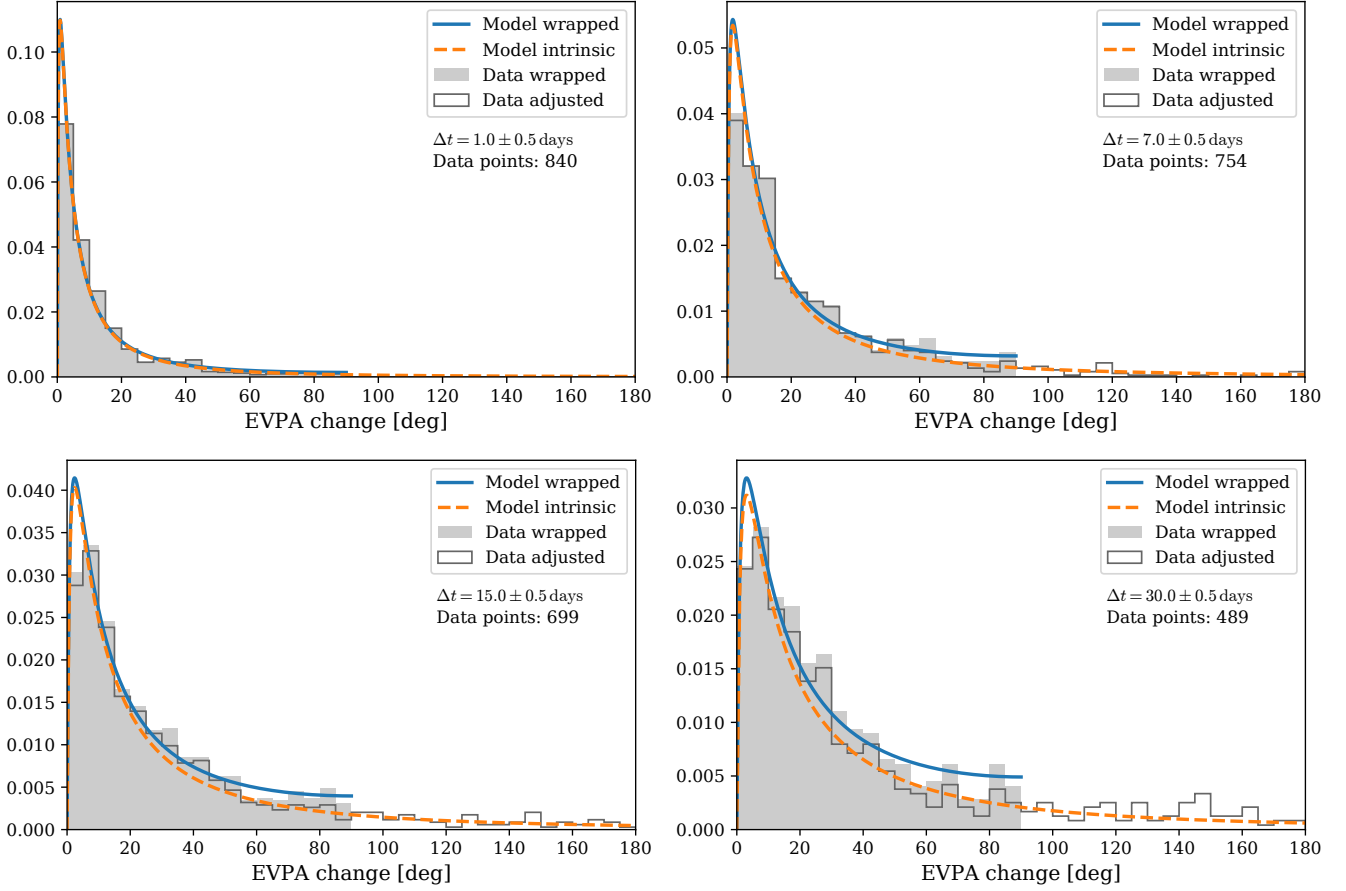 Model wrapped
Model intrinsic
Data wrapped
Data adjusted
Δt = 1.0 ± 0.5 days
Data points: 840
0.10
0.08
0.06
0.04
0.02
0.00
0 20 40 60 80 100 120 140 160 180
EVPA change [deg]
Model wrapped
Model intrinsic
Data wrapped
Data adjusted
Δt = 7.0 ± 0.5 days
Data points: 754
0.05
0.04
0.03
0.02
0.01
0.00
0 20 40 60 80 100 120 140 160 180
EVPA change [deg]
Model wrapped
Model intrinsic
Data wrapped
Data adjusted
Δt = 15.0 ± 0.5 days
Data points: 699
0.040
0.035
0.030
0.025
0.020
0.015
0.010
0.005
0.000
0 20 40 60 80 100 120 140 160 180
EVPA change [deg]
Model wrapped
Model intrinsic
Data wrapped
Data adjusted
Δt = 30.0 ± 0.5 days
Data points: 489
0.030
0.025
0.020
0.015
0.010
0.005
0.000
0 20 40 60 80 100 120 140 160 180
EVPA change [deg]